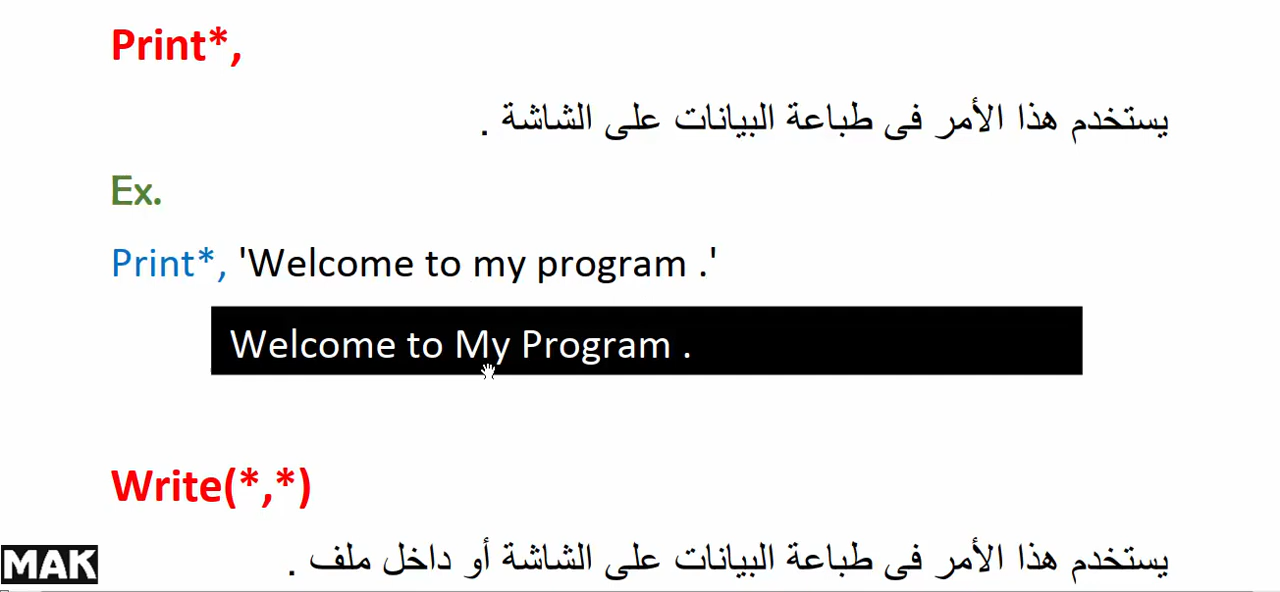 Print*,
يستخدم هذا الأمر فى طباعة البيانات على الشاشة .
Ex.
Print*, 'Welcome to my program .'
Welcome to My Program .
Write(*,*)
يستخدم هذا الأمر فى طباعة البيانات على الشاشة أو داخل ملف .
MAK